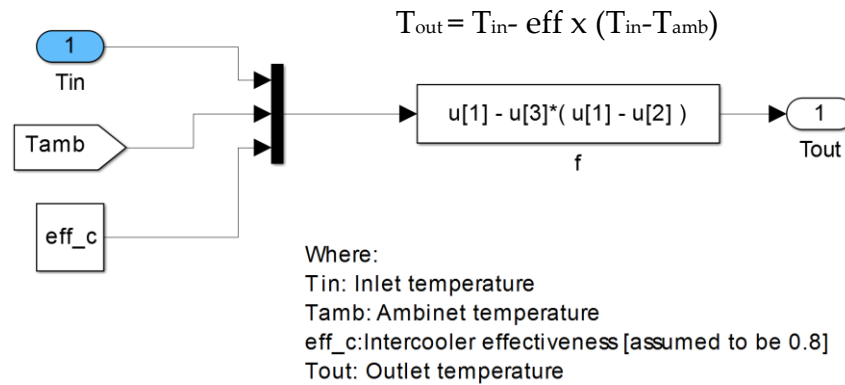 Tout = Tin- eff x (Tin-Tamb)
1
Tin
Tamb
eff_c
u[1] - u[3]*( u[1] - u[2] )
f
1
Tout
Where:
Tin: Inlet temperature
Tamb: Ambinet temperature
eff_c:Intercooler effectiveness [assumed to be 0.8]
Tout: Outlet temperature